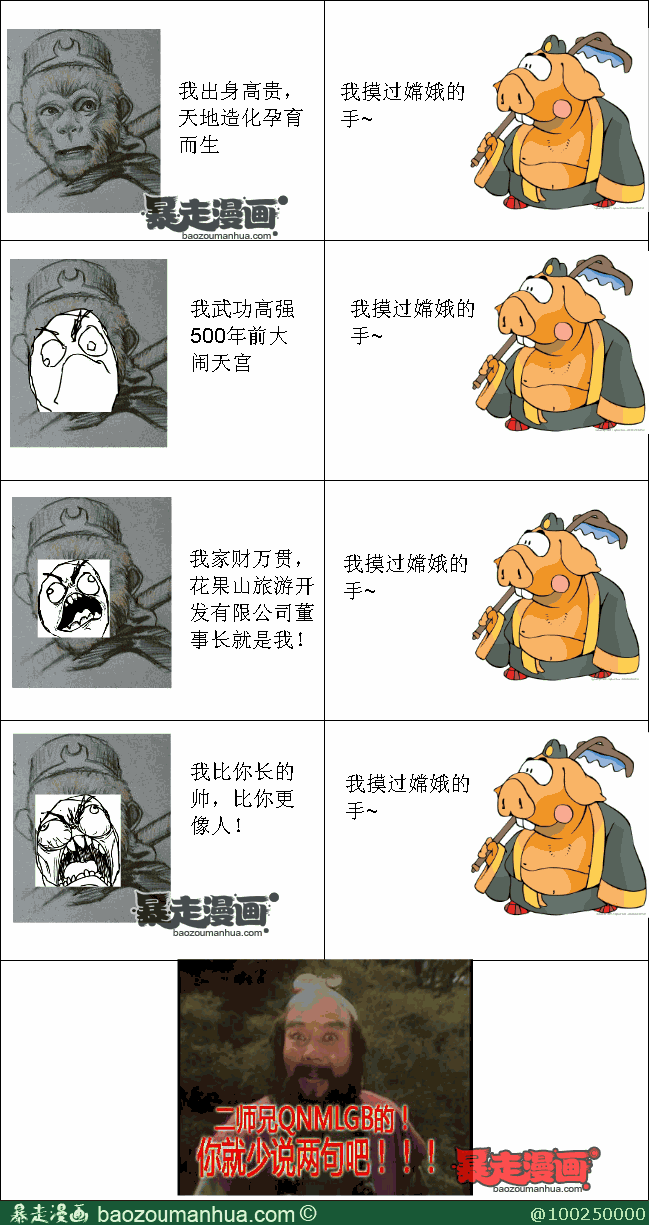 我出身高贵，
天地造化孕育
而生
我摸过嫦娥的
手~
暴走漫画
baozoumanhua.com
我武功高强
500年前大
闹天宫
我摸过嫦娥的
手~
我家财万贯，
花果山旅游开
发有限公司董
事长就是我！
我摸过嫦娥的
手~
我比你长的
帅，比你更
像人！
我摸过嫦娥的
手~
暴走漫画
baozoumanhua.com
二师兄QNMLGB的！
你就少说两句吧！！！
暴走漫画
baozoumanhua.com
暴走漫画 baozoumanhua.com ©
@100250000